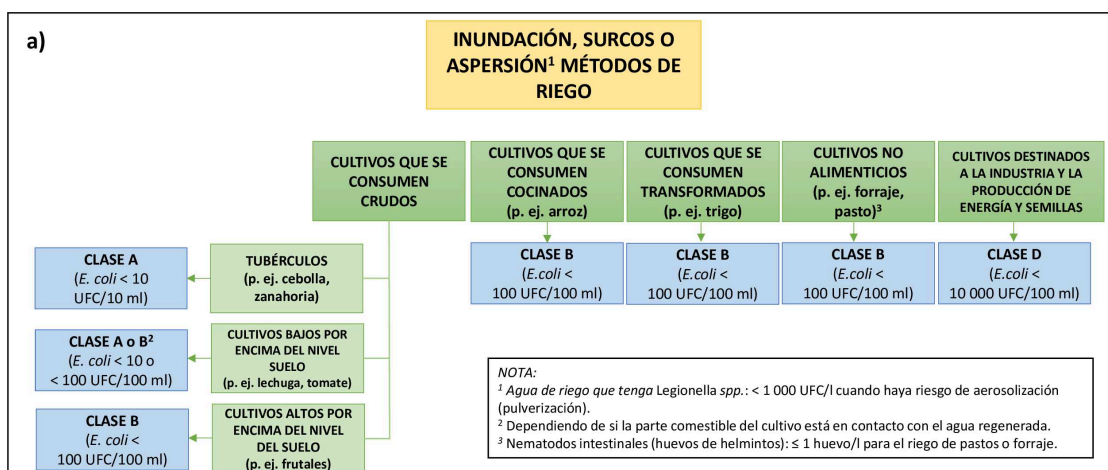 a)
INUNDACIÓN, SURCOS O
ASPERSIÓN¹ MÉTODOS DE
RIEGO
CULTIVOS QUE SE
CONSUMEN
CRUDOS
CULTIVOS QUE SE
CONSUMEN
COCINADOS
(p. ej. arroz)
CULTIVOS QUE SE
CONSUMEN
TRANSFORMADOS
(p. ej. trigo)
CULTIVOS NO
ALIMENTICIOS
(p. ej. forraje,
pasto)³
CULTIVOS DESTINADOS
A LA INDUSTRIA Y LA
PRODUCCIÓN DE
ENERGÍA Y SEMILLAS
CLASE B
(E.coli <
100 UFC/100 ml)
CLASE B
(E.coli <
100 UFC/100 ml)
CLASE B
(E.coli <
100 UFC/100 ml)
CLASE D
(E.coli <
10 000 UFC/100 ml)
CLASE A
(E. coli < 10
UFC/10 ml)
TUBÉRCULOS
(p. ej. cebolla,
zanahoria)
CLASE A o B²
(E. coli < 10 o
< 100 UFC/100 ml)
CULTIVOS BAJOS POR
ENCIMA DEL NIVEL
SUELO
(p. ej. lechuga, tomate)
CLASE B
(E. coli <
100 UFC/100 ml)
CULTIVOS ALTOS POR
ENCIMA DEL NIVEL
DEL SUELO
(p. ej. frutales)
NOTA:
¹ Agua de riego que tenga Legionella spp.: < 1 000 UFC/l cuando haya riesgo de aerosolización
(pulverización).
² Dependiendo de si la parte comestible del cultivo está en contacto con el agua regenerada.
³ Nematodos intestinales (huevos de helmintos): ≤ 1 huevo/l para el riego de pastos o forraje.